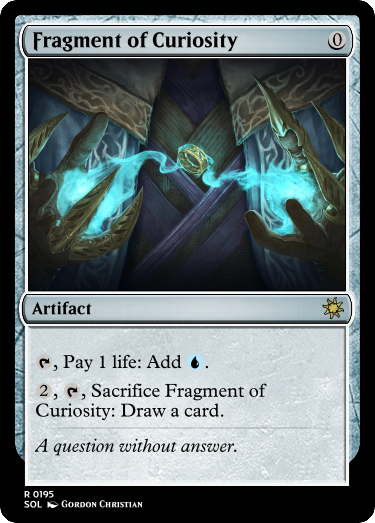 Fragment of Curiosity 0
Artifact
, Pay 1 life: Add .
2 , , Sacrifice Fragment of
Curiosity: Draw a card.
A question without answer.
R 0195
SOL Gordon Christian